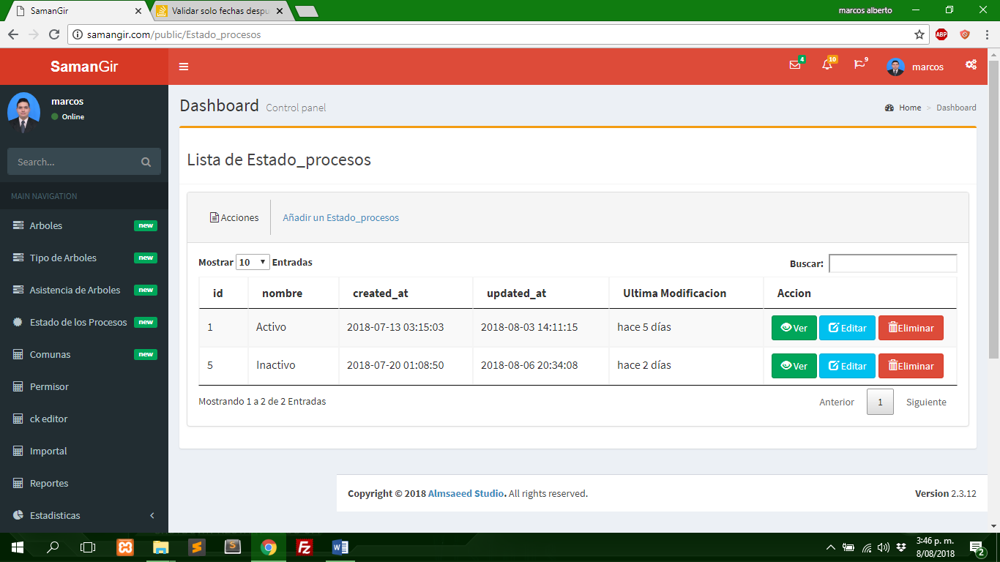 SamanGir
Validar solo fechas despu
marcos alberto
samangir.com/public/Estado_procesos
ABP
SamanGir
4
10
9
marcos
marcos
Online
Search...
MAIN NAVIGATION
Arboles new
Tipo de Arboles new
Asistencia de Arboles new
Estado de los Procesos new
Comunas new
Permisor
ck editor
Importal
Reportes
Estadisticas
Dashboard Control panel
Home > Dashboard
Lista de Estado_procesos
Acciones
Añadir un Estado_procesos
Mostrar 10 Entradas
Buscar:
id nombre created_at updated_at Ultima Modificacion Accion
1 Activo 2018-07-13 03:15:03 2018-08-03 14:11:15 hace 5 días Ver Editar Eliminar
5 Inactivo 2018-07-20 01:08:50 2018-08-06 20:34:08 hace 2 días Ver Editar Eliminar
Mostrando 1 a 2 de 2 Entradas
Anterior 1 Siguiente
Copyright © 2018 Almsaeed Studio. All rights reserved.
Version 2.3.12
3:46 p. m.
8/08/2018
2